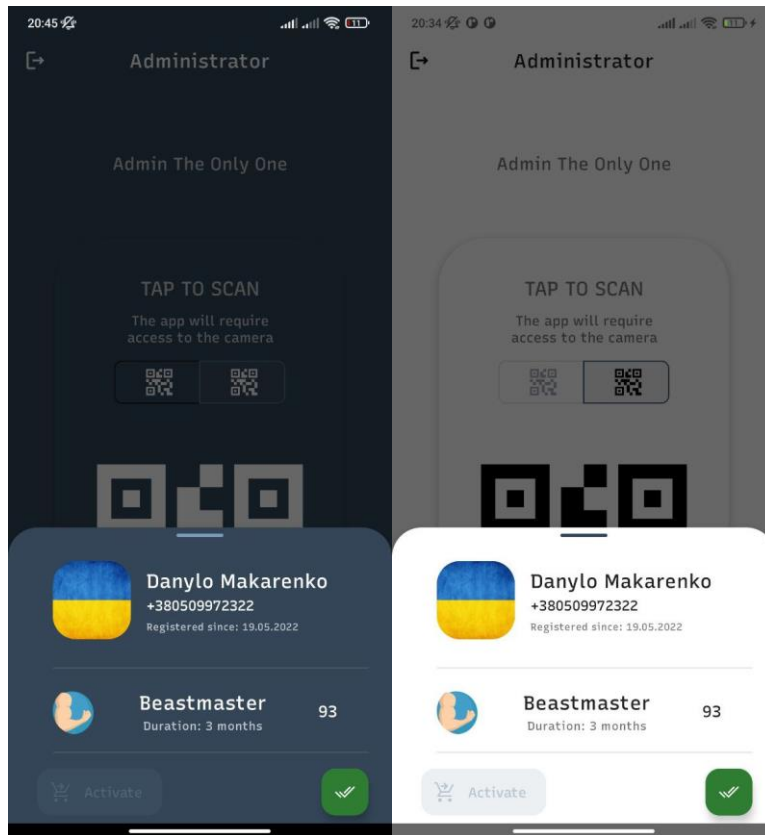 20:45
11
Administrator
Admin The Only One
TAP TO SCAN
The app will require
access to the camera
Danylo Makarenko
+380509972322
Registered since: 19.05.2022
Beastmaster
Duration: 3 months
93
Activate
20:34
11
Administrator
Admin The Only One
TAP TO SCAN
The app will require
access to the camera
Danylo Makarenko
+380509972322
Registered since: 19.05.2022
Beastmaster
Duration: 3 months
93
Activate